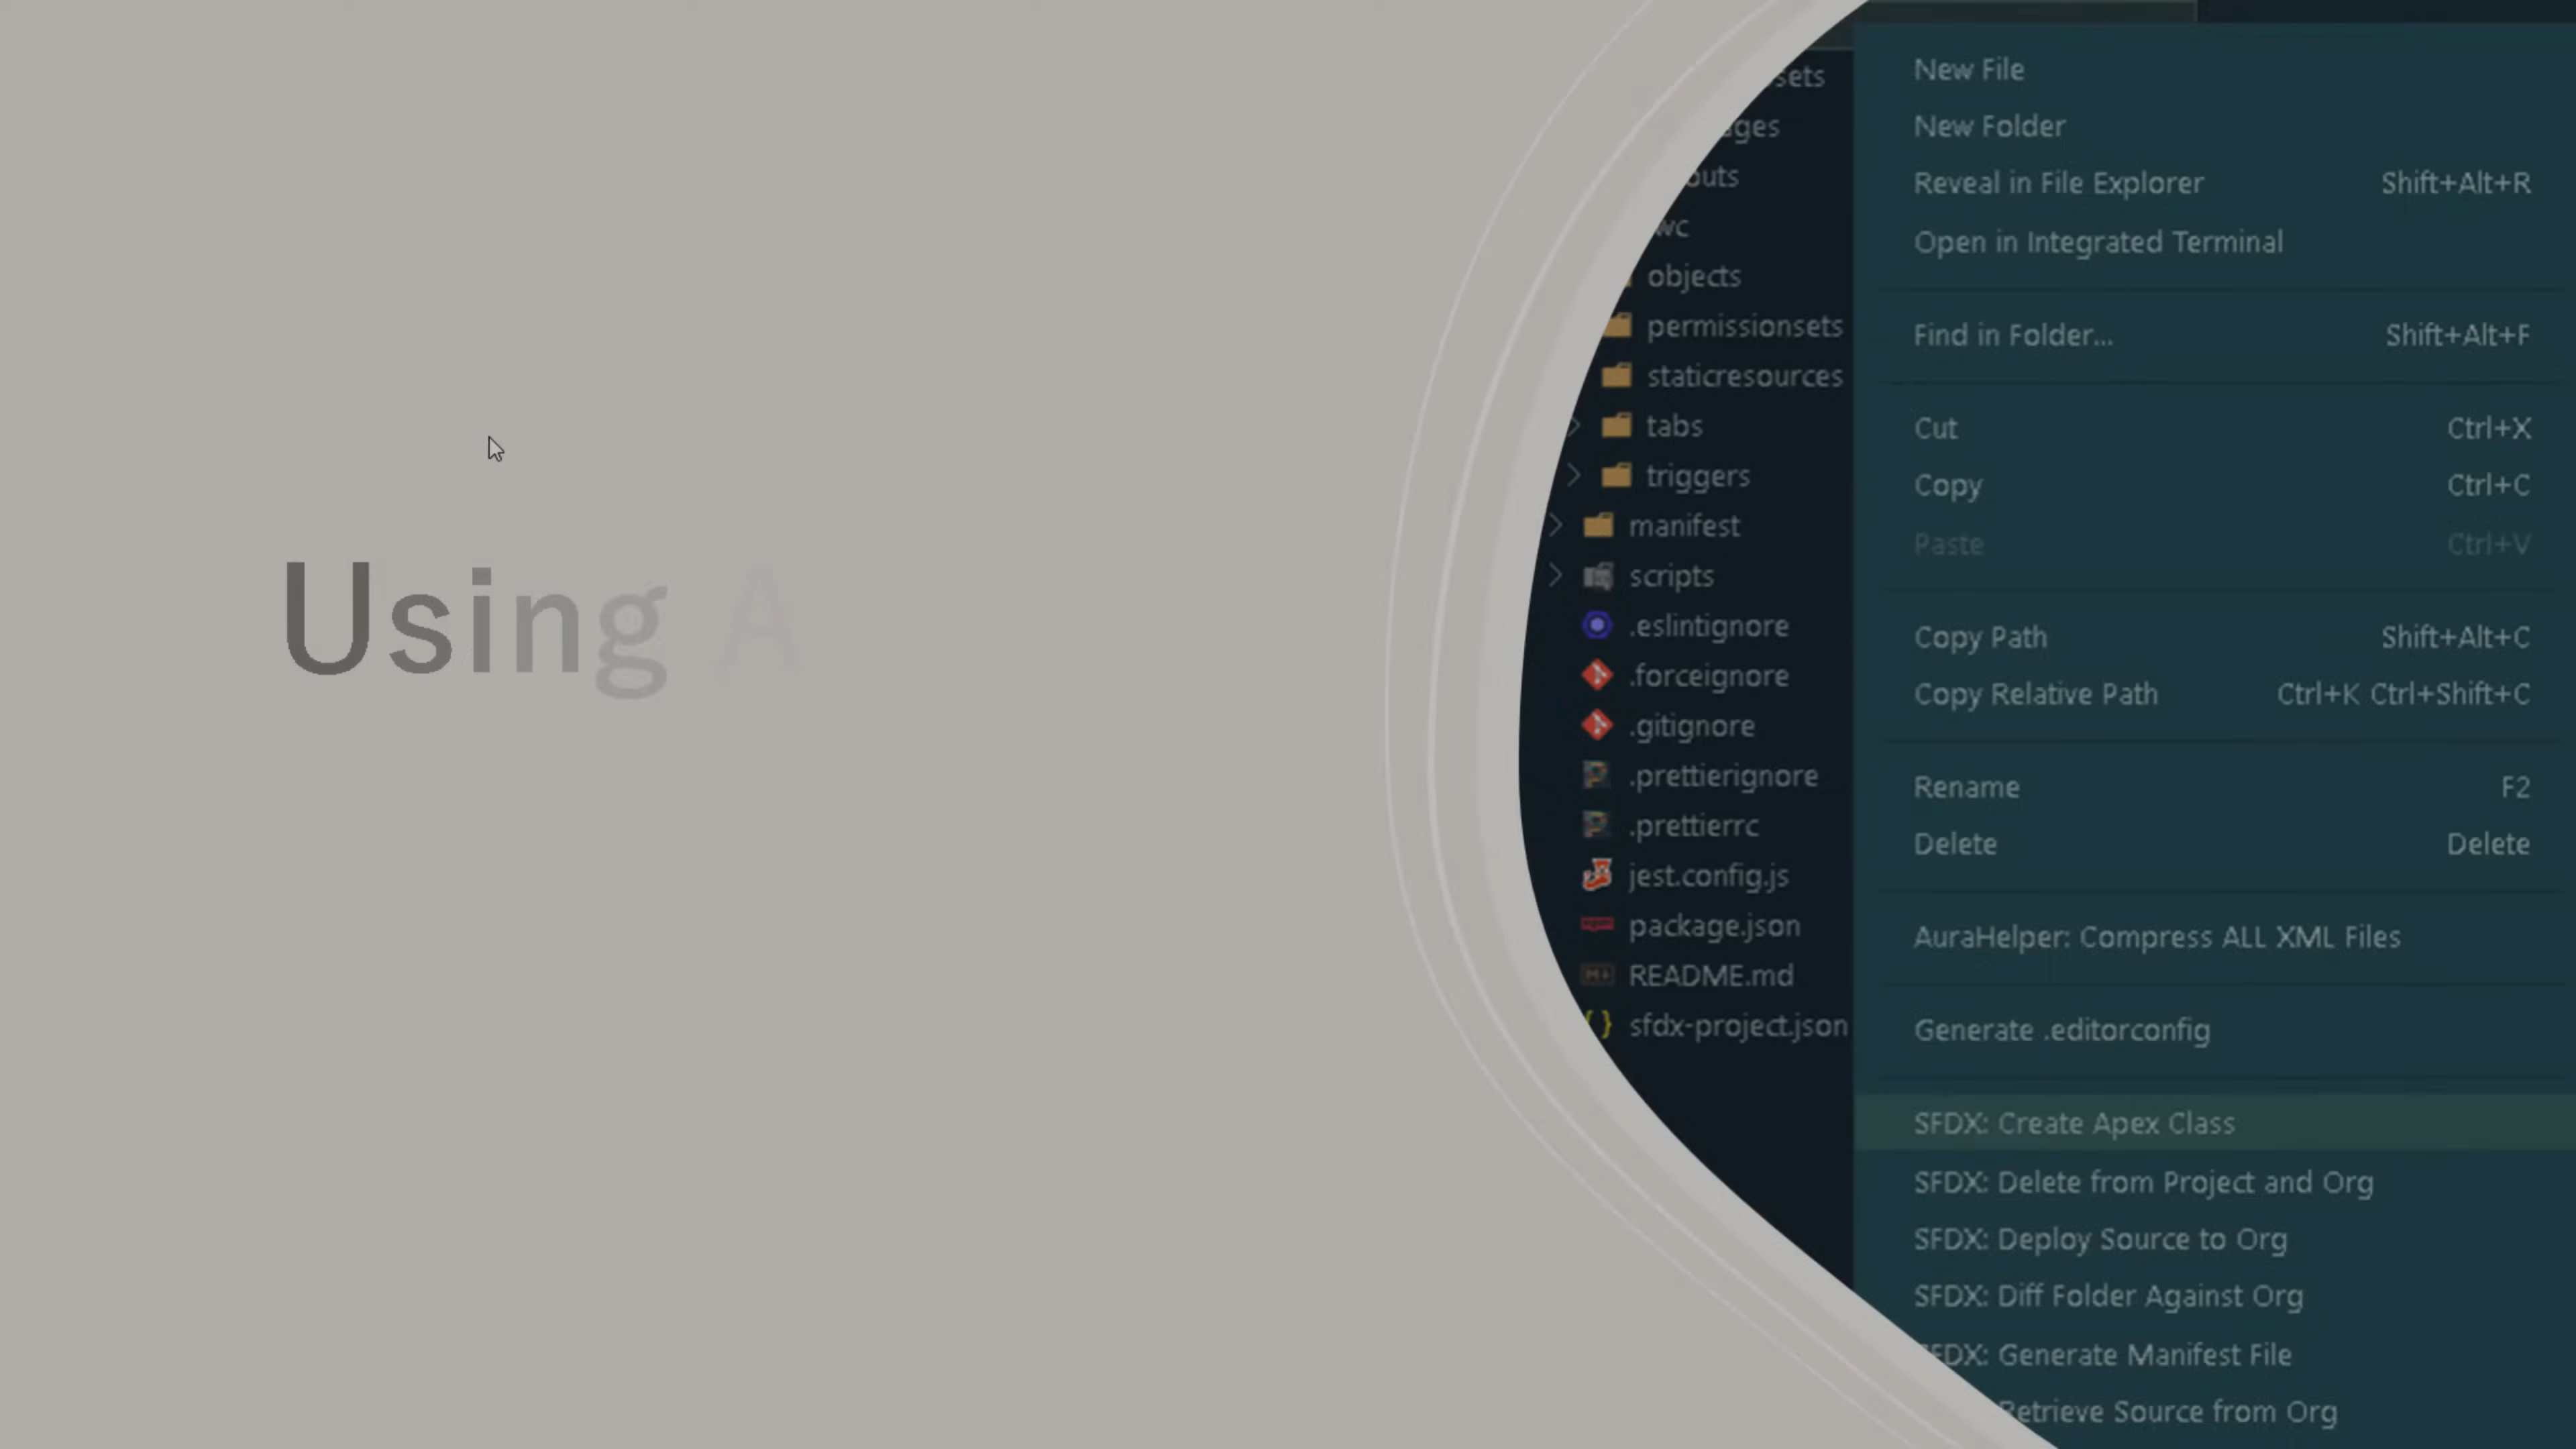 Using A
sets
ges
outs
wc
objects
permissionsets
staticresources
tabs
triggers
manifest
scripts
.eslintignore
.forceignore
.gitignore
.prettierignore
.prettierrc
jest.config.js
package.json
README.md
sfdx-project.json
New File
New Folder
Reveal in File Explorer Shift+Alt+R
Open in Integrated Terminal
Find in Folder... Shift+Alt+F
Cut Ctrl+X
Copy Ctrl+C
Paste Ctrl+V
Copy Path Shift+Alt+C
Copy Relative Path Ctrl+K Ctrl+Shift+C
Rename F2
Delete Delete
AuraHelper: Compress ALL XML Files
Generate .editorconfig
SFDX: Create Apex Class
SFDX: Delete from Project and Org
SFDX: Deploy Source to Org
SFDX: Diff Folder Against Org
FDX: Generate Manifest File
Retrieve Source from Org